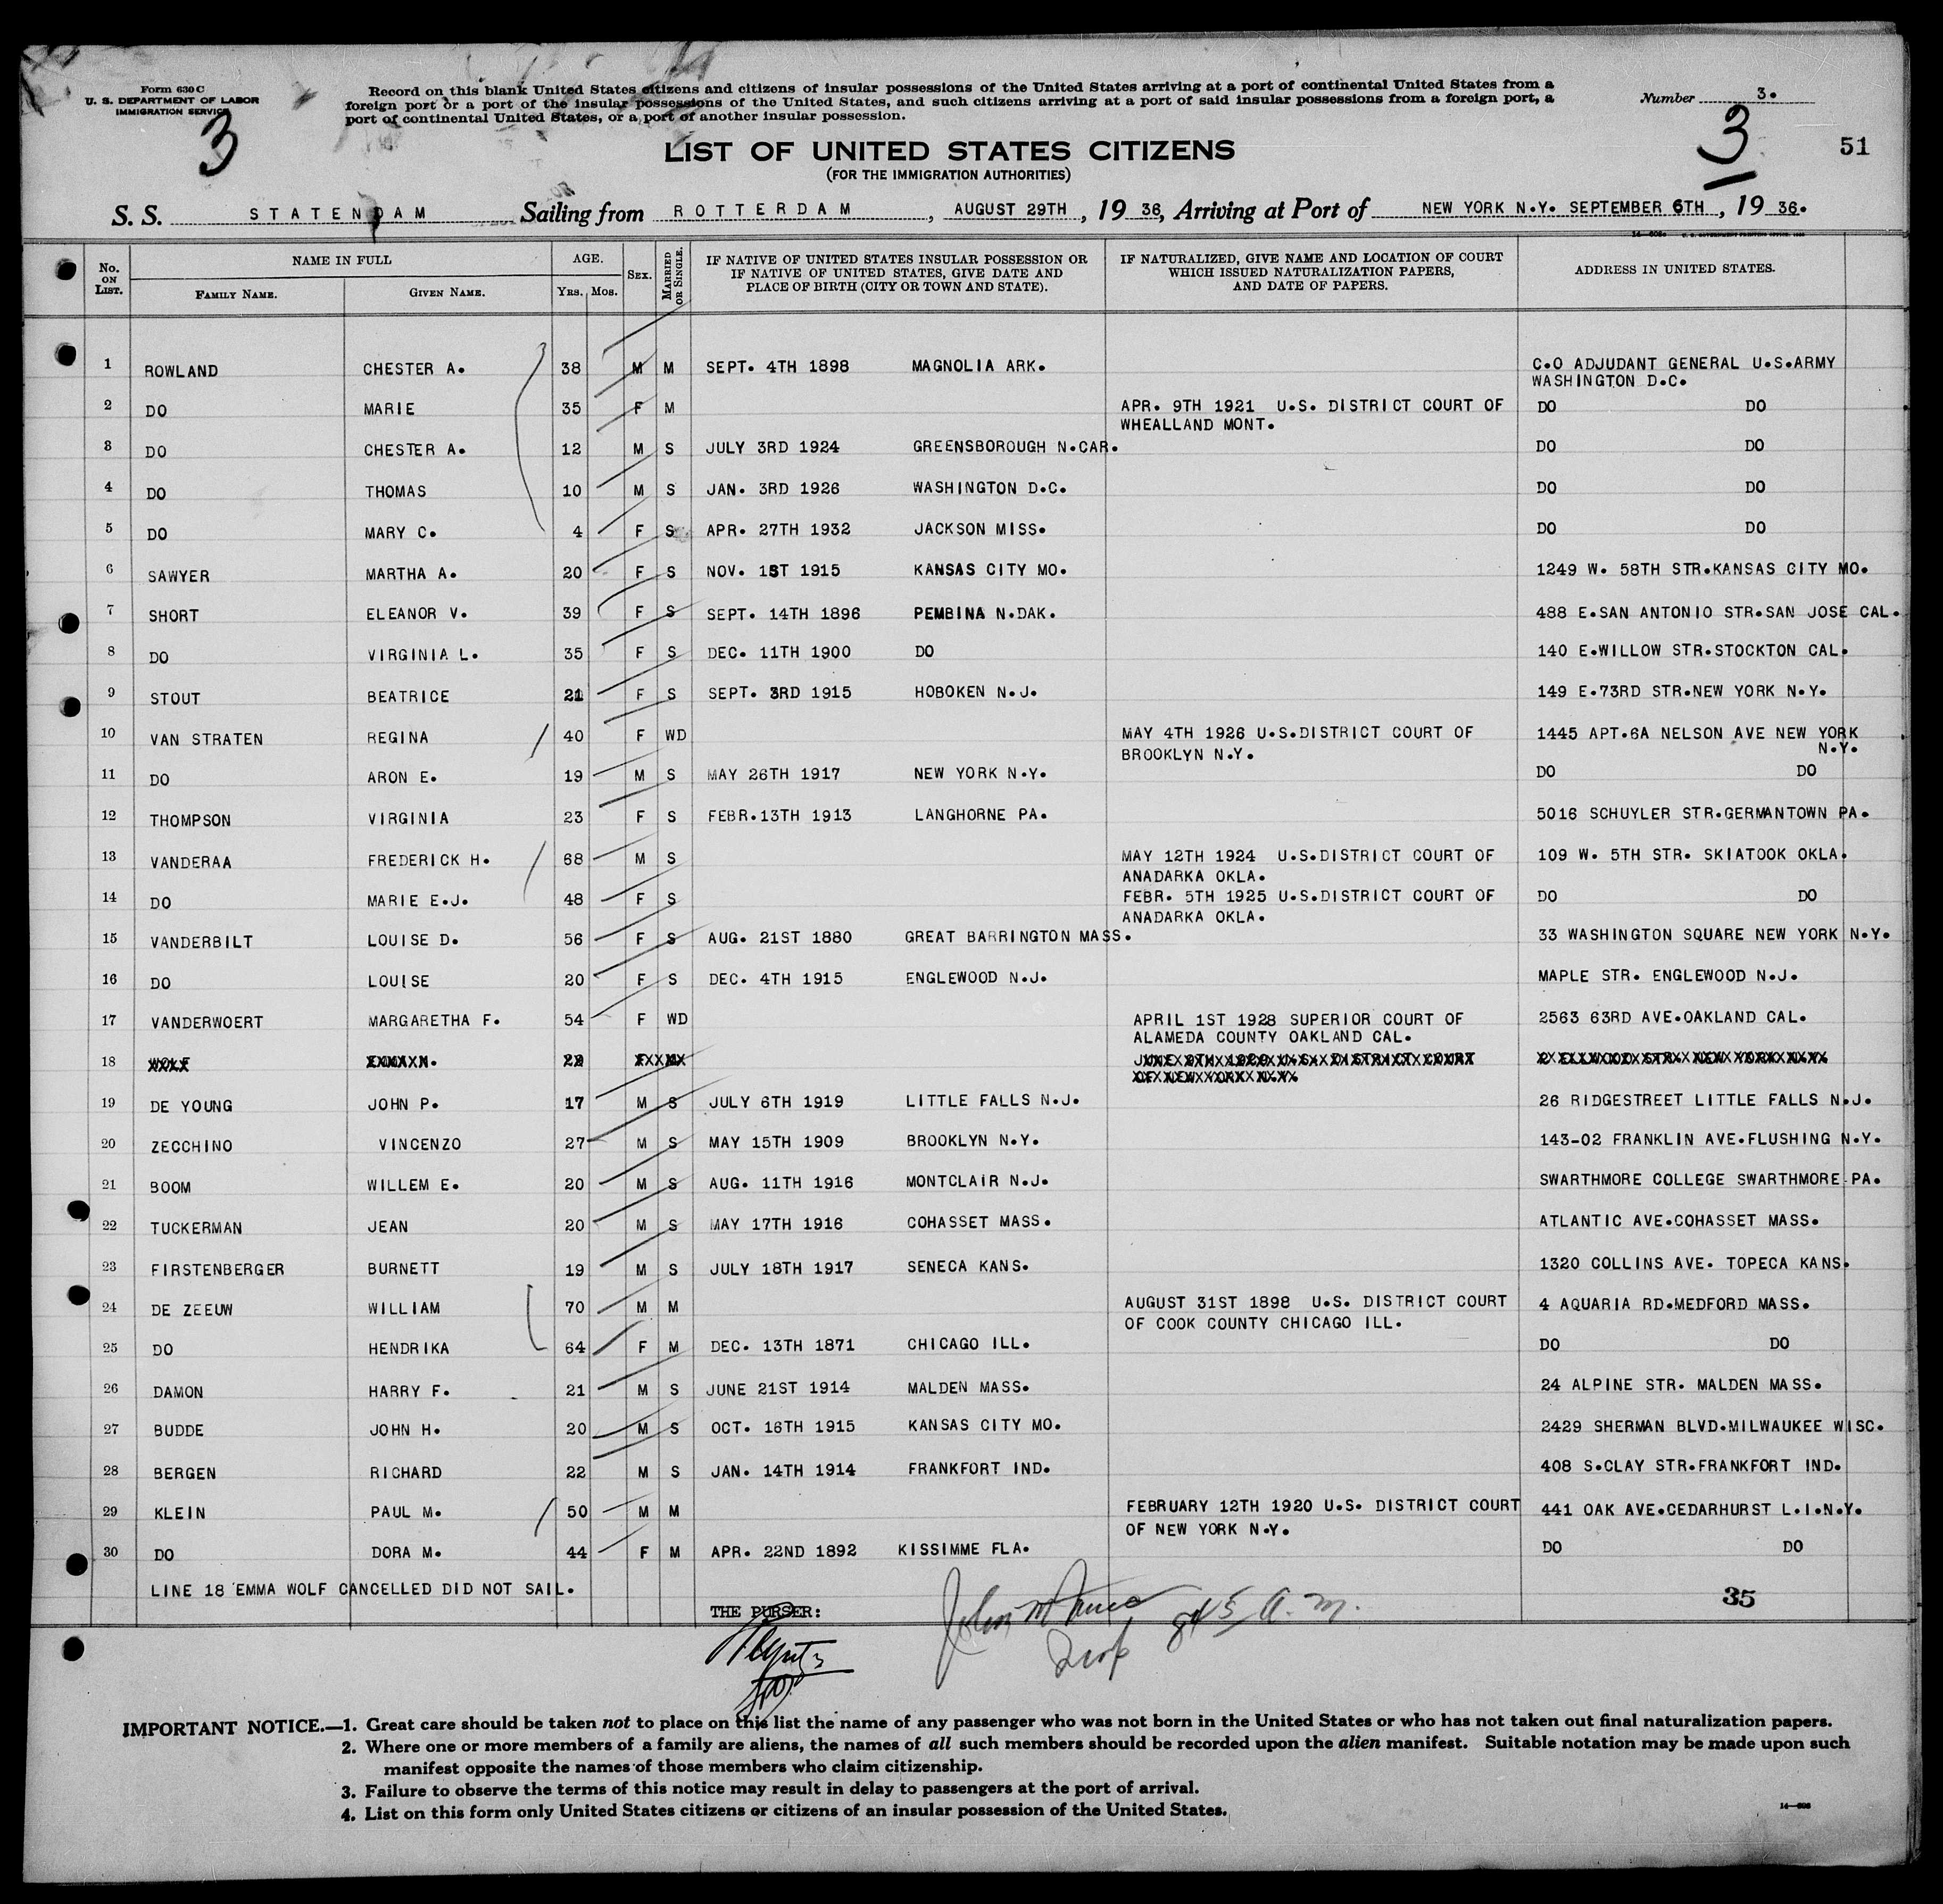 Form 630 C
U. S. DEPARTMENT OF LABOR
IMMIGRATION SERVICE
3
Record on this blank United States citizens and citizens of insular possessions of the United States arriving at a port of continental United States from a
foreign port or a port of the insular possessions of the United States, and such citizens arriving at a port of said insular possessions from a foreign port, a
port of continental United States, or a port of another insular possession.
Number 3.
3
51
LIST OF UNITED STATES CITIZENS
(FOR THE IMMIGRATION AUTHORITIES)
S. S. STATENDAM Sailing from ROTTERDAM, AUGUST 29TH, 19 36, Arriving at Port of NEW YORK N.Y. SEPTEMBER 6TH, 19 36.
No. ON LIST. NAME IN FULL FAMILY NAME. GIVEN NAME. AGE. YRS. MOS. SEX. MARRIED OR SINGLE. IF NATIVE OF UNITED STATES INSULAR POSSESSION OR IF NATIVE OF UNITED STATES, GIVE DATE AND PLACE OF BIRTH (CITY OR TOWN AND STATE). IF NATURALIZED, GIVE NAME AND LOCATION OF COURT WHICH ISSUED NATURALIZATION PAPERS, AND DATE OF PAPERS. ADDRESS IN UNITED STATES.
1 ROWLAND CHESTER A. 38 M M SEPT. 4TH 1898 MAGNOLIA ARK. C.O ADJUDANT GENERAL U.S.ARMY
WASHINGTON D.C.
2 DO MARIE 35 F M APR. 9TH 1921 U.S. DISTRICT COURT OF DO DO
WHEALLAND MONT.
3 DO CHESTER A. 12 M S JULY 3RD 1924 GREENSBOROUGH N.CAR. DO DO
4 DO THOMAS 10 M S JAN. 3RD 1926 WASHINGTON D.C. DO DO
5 DO MARY C. 4 F S APR. 27TH 1932 JACKSON MISS. DO DO
6 SAWYER MARTHA A. 20 F S NOV. 1ST 1915 KANSAS CITY MO. 1249 W. 58TH STR.KANSAS CITY MO.
7 SHORT ELEANOR V. 39 F S SEPT. 14TH 1896 PEMBINA N.DAK. 488 E.SAN ANTONIO STR.SAN JOSE CAL.
8 DO VIRGINIA L. 35 F S DEC. 11TH 1900 DO 140 E.WILLOW STR.STOCKTON CAL.
9 STOUT BEATRICE 21 F S SEPT. 3RD 1915 HOBOKEN N.J. 149 E.73RD STR.NEW YORK N.Y.
10 VAN STRATEN REGINA 40 F WD MAY 4TH 1926 U.S.DISTRICT COURT OF 1445 APT.6A NELSON AVE NEW YORK
BROOKLYN N.Y. N.Y.
11 DO ARON E. 19 M S MAY 26TH 1917 NEW YORK N.Y. DO DO
12 THOMPSON VIRGINIA 23 F S FEBR.13TH 1913 LANGHORNE PA. 5016 SCHUYLER STR.GERMANTOWN PA.
13 VANDERAA FREDERICK H. 68 M S MAY 12TH 1924 U.S.DISTRICT COURT OF 109 W. 5TH STR. SKIATOOK OKLA.
ANADARKA OKLA.
14 DO MARIE E.J. 48 F S FEBR. 5TH 1925 U.S.DISTRICT COURT OF DO DO
ANADARKA OKLA.
15 VANDERBILT LOUISE D. 56 F S AUG. 21ST 1880 GREAT BARRINGTON MASS. 33 WASHINGTON SQUARE NEW YORK N.Y.
16 DO LOUISE 20 F S DEC. 4TH 1915 ENGLEWOOD N.J. MAPLE STR. ENGLEWOOD N.J.
17 VANDERWOERT MARGARETHA F. 54 F WD APRIL 1ST 1928 SUPERIOR COURT OF 2563 63RD AVE.OAKLAND CAL.
ALAMEDA COUNTY OAKLAND CAL.
18
19 DE YOUNG JOHN P. 17 M S JULY 6TH 1919 LITTLE FALLS N.J. 26 RIDGESTREET LITTLE FALLS N.J.
20 ZECCHINO VINCENZO 27 M S MAY 15TH 1909 BROOKLYN N.Y. 143-02 FRANKLIN AVE.FLUSHING N.Y.
21 BOOM WILLEM E. 20 M S AUG. 11TH 1916 MONTCLAIR N.J. SWARTHMORE COLLEGE SWARTHMORE PA.
22 TUCKERMAN JEAN 20 M S MAY 17TH 1916 COHASSET MASS. ATLANTIC AVE.COHASSET MASS.
23 FIRSTENBERGER BURNETT 19 M S JULY 18TH 1917 SENECA KANS. 1320 COLLINS AVE. TOPECA KANS.
24 DE ZEEUW WILLIAM 70 M M AUGUST 31ST 1898 U.S. DISTRICT COURT 4 AQUARIA RD.MEDFORD MASS.
OF COOK COUNTY CHICAGO ILL.
25 DO HENDRIKA 64 F M DEC. 13TH 1871 CHICAGO ILL. DO DO
26 DAMON HARRY F. 21 M S JUNE 21ST 1914 MALDEN MASS. 24 ALPINE STR. MALDEN MASS.
27 BUDDE JOHN H. 20 M S OCT. 16TH 1915 KANSAS CITY MO. 2429 SHERMAN BLVD.MILWAUKEE WISC.
28 BERGEN RICHARD 22 M S JAN. 14TH 1914 FRANKFORT IND. 408 S.CLAY STR.FRANKFORT IND.
29 KLEIN PAUL M. 50 M M FEBRUARY 12TH 1920 U.S. DISTRICT COURT 441 OAK AVE.CEDARHURST L.I.N.Y.
OF NEW YORK N.Y.
30 DO DORA M. 44 F M APR. 22ND 1892 KISSIMME FLA. DO DO
LINE 18 EMMA WOLF CANCELLED DID NOT SAIL.
35
THE PURSER:
John M 845 a.m.
IMPORTANT NOTICE.—1. Great care should be taken not to place on this list the name of any passenger who was not born in the United States or who has not taken out final naturalization papers.
2. Where one or more members of a family are aliens, the names of all such members should be recorded upon the alien manifest. Suitable notation may be made upon such
manifest opposite the names of those members who claim citizenship.
3. Failure to observe the terms of this notice may result in delay to passengers at the port of arrival.
4. List on this form only United States citizens or citizens of an insular possession of the United States.